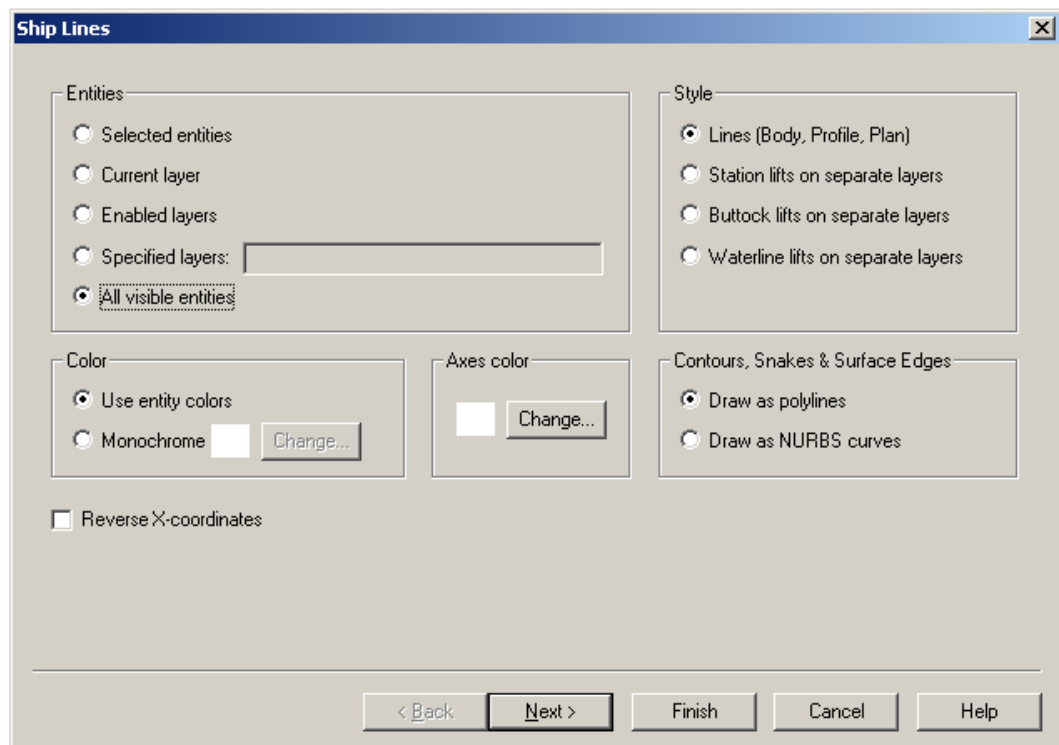 Ship Lines
Entities
Selected entities
Current layer
Enabled layers
Specified layers:
All visible entities
Style
Lines (Body, Profile, Plan)
Station lifts on separate layers
Buttock lifts on separate layers
Waterline lifts on separate layers
Color
Use entity colors
Monochrome
Change...
Axes color
Change...
Contours, Snakes & Surface Edges
Draw as polylines
Draw as NURBS curves
Reverse X-coordinates
< Back
Next >
Finish
Cancel
Help